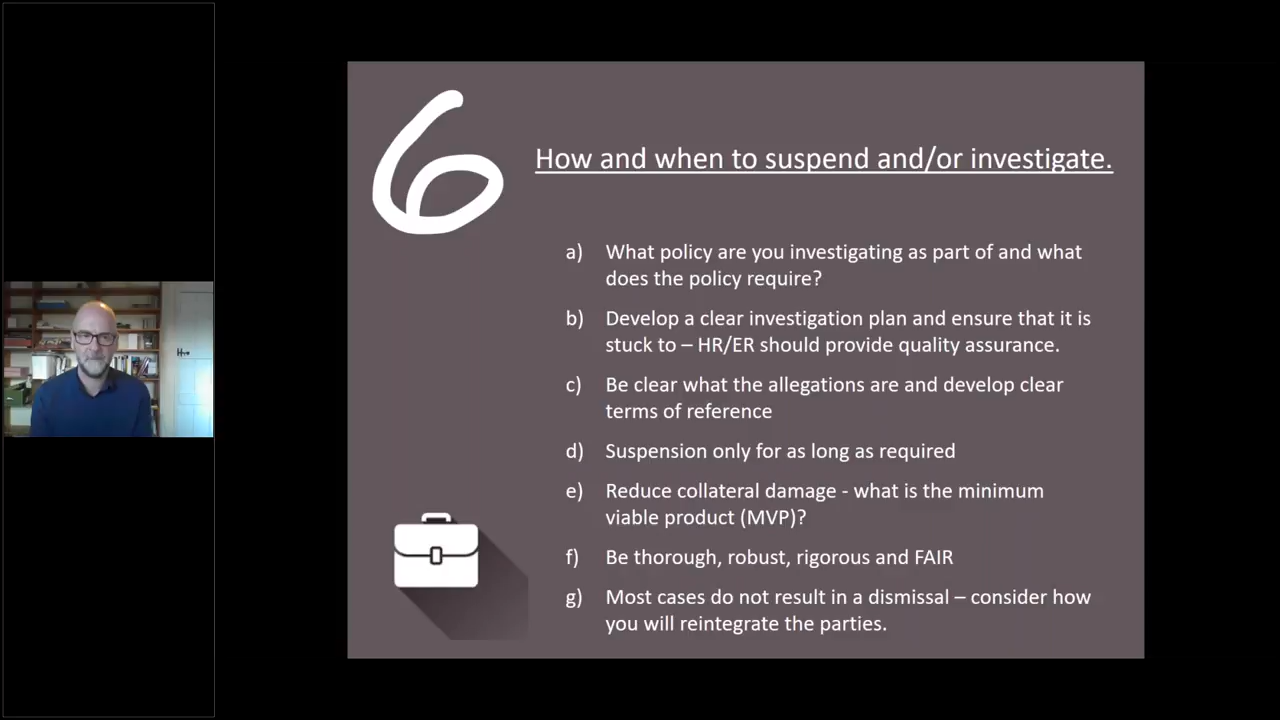 6
How and when to suspend and/or investigate.
a) What policy are you investigating as part of and what
does the policy require?
b) Develop a clear investigation plan and ensure that it is
stuck to – HR/ER should provide quality assurance.
c) Be clear what the allegations are and develop clear
terms of reference
d) Suspension only for as long as required
e) Reduce collateral damage - what is the minimum
viable product (MVP)?
f) Be thorough, robust, rigorous and FAIR
g) Most cases do not result in a dismissal – consider how
you will reintegrate the parties.